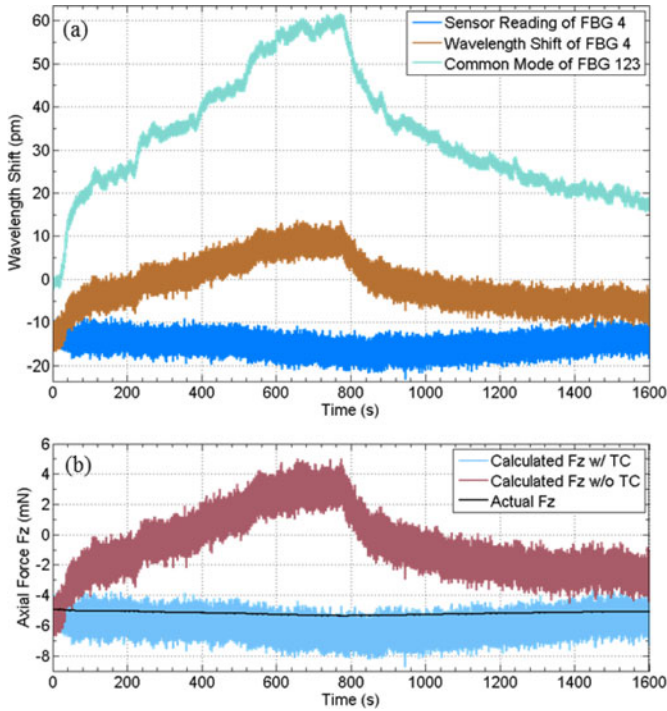 (a)
Sensor Reading of FBG 4
Wavelength Shift of FBG 4
Common Mode of FBG 123
Wavelength Shift (pm)
60
50
40
30
20
10
0
-10
-20
0 200 400 600 800 1000 1200 1400 1600
Time (s)
(b)
Calculated Fz w/ TC
Calculated Fz w/o TC
Actual Fz
Axial Force Fz (mN)
6
4
2
0
-2
-4
-6
-8
0 200 400 600 800 1000 1200 1400 1600
Time (s)